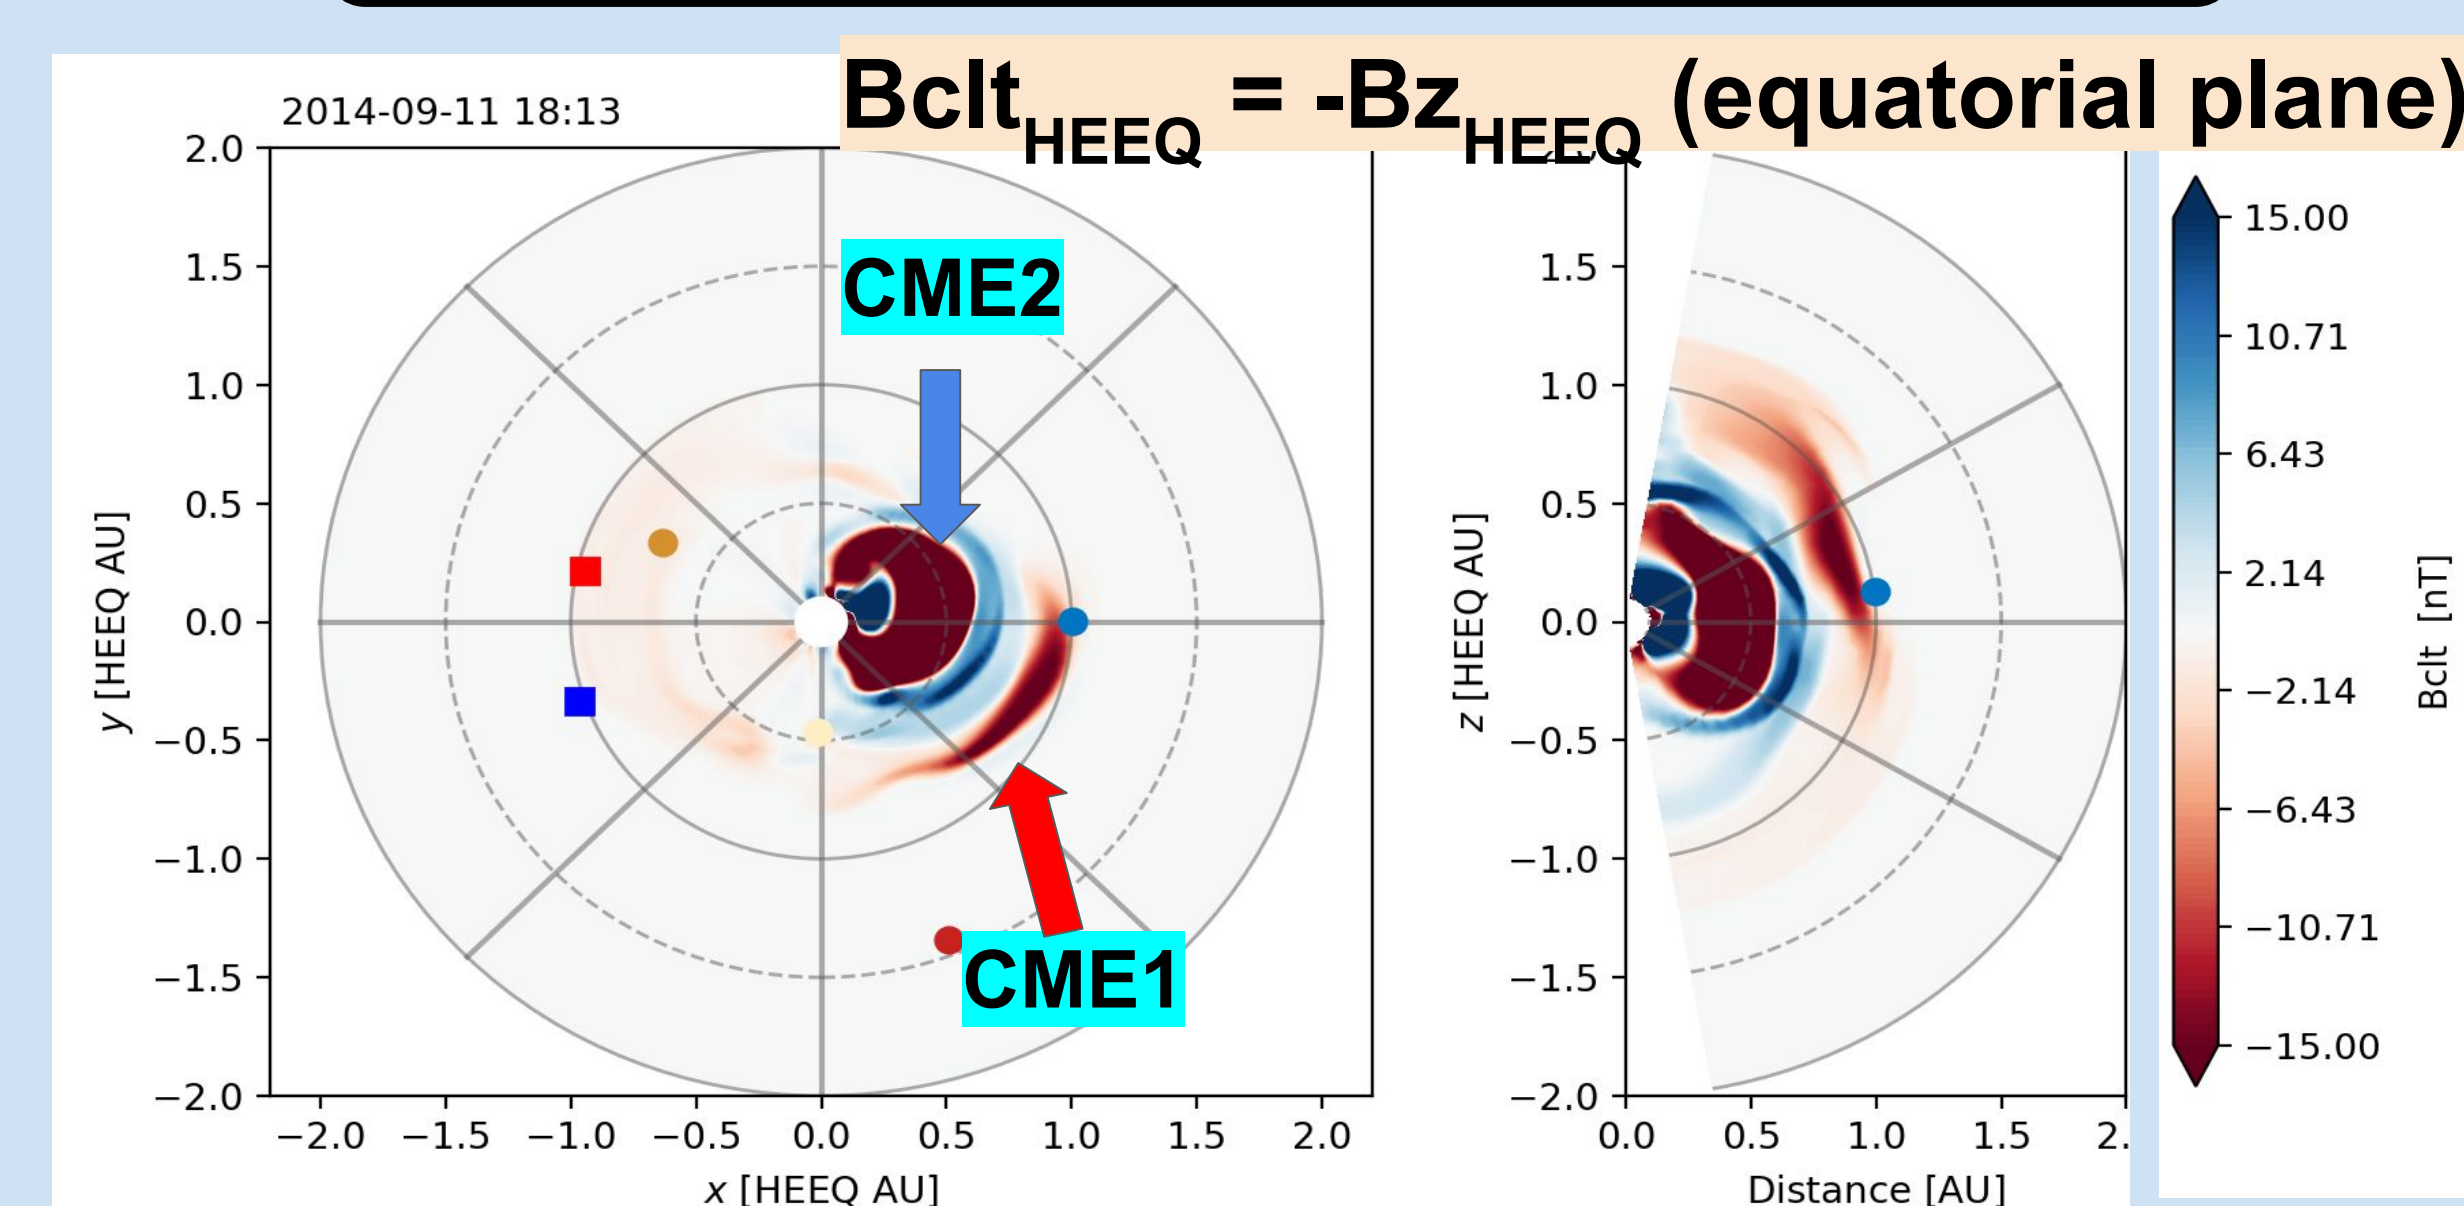 Bclt_HEEQ = -Bz_HEEQ (equatorial plane)
2014-09-11 18:13
CME2
CME1
2.0
1.5
1.0
0.5
0.0
−0.5
−1.0
−1.5
−2.0
y [HEEQ AU]
−2.0 −1.5 −1.0 −0.5 0.0 0.5 1.0 1.5 2.0
x [HEEQ AU]
1.5
1.0
0.5
0.0
−0.5
−1.0
−1.5
−2.0
z [HEEQ AU]
0.0 0.5 1.0 1.5 2.
Distance [AU]
15.00
10.71
6.43
2.14
−2.14
−6.43
−10.71
−15.00
Bclt [nT]